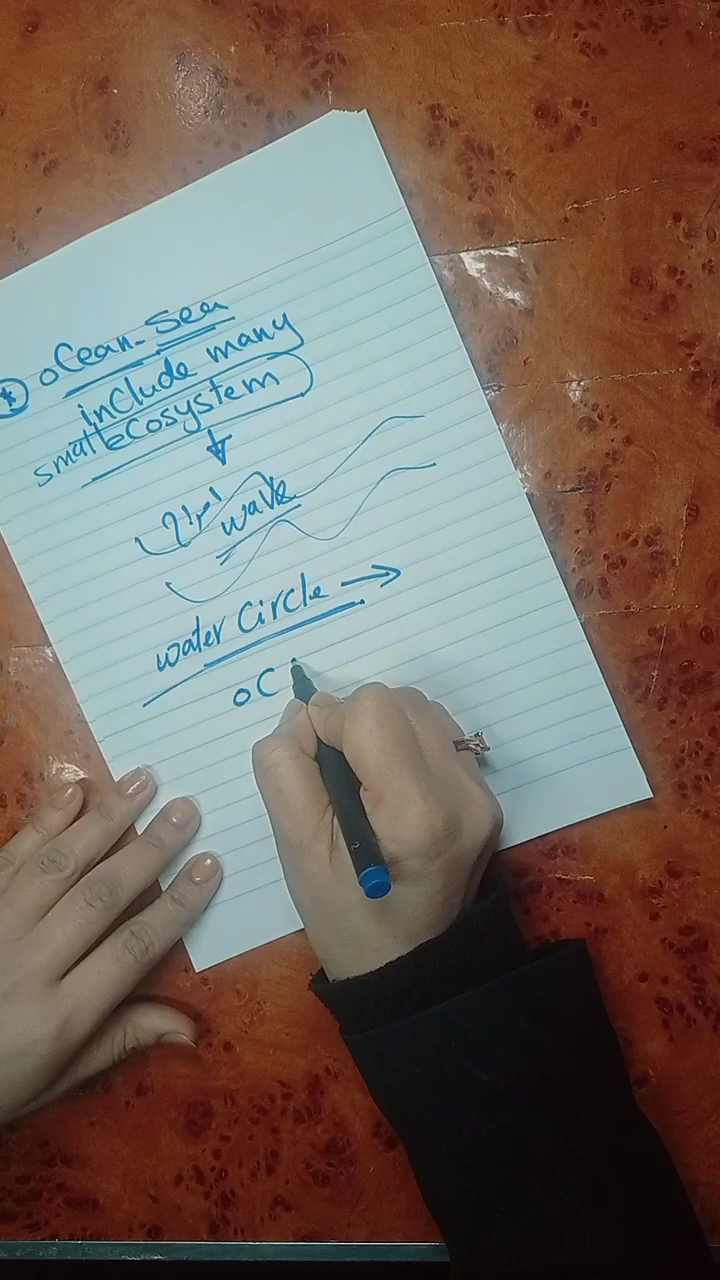 * ocean-sea
include many
small ecosystem
wave
water Circle →
oC